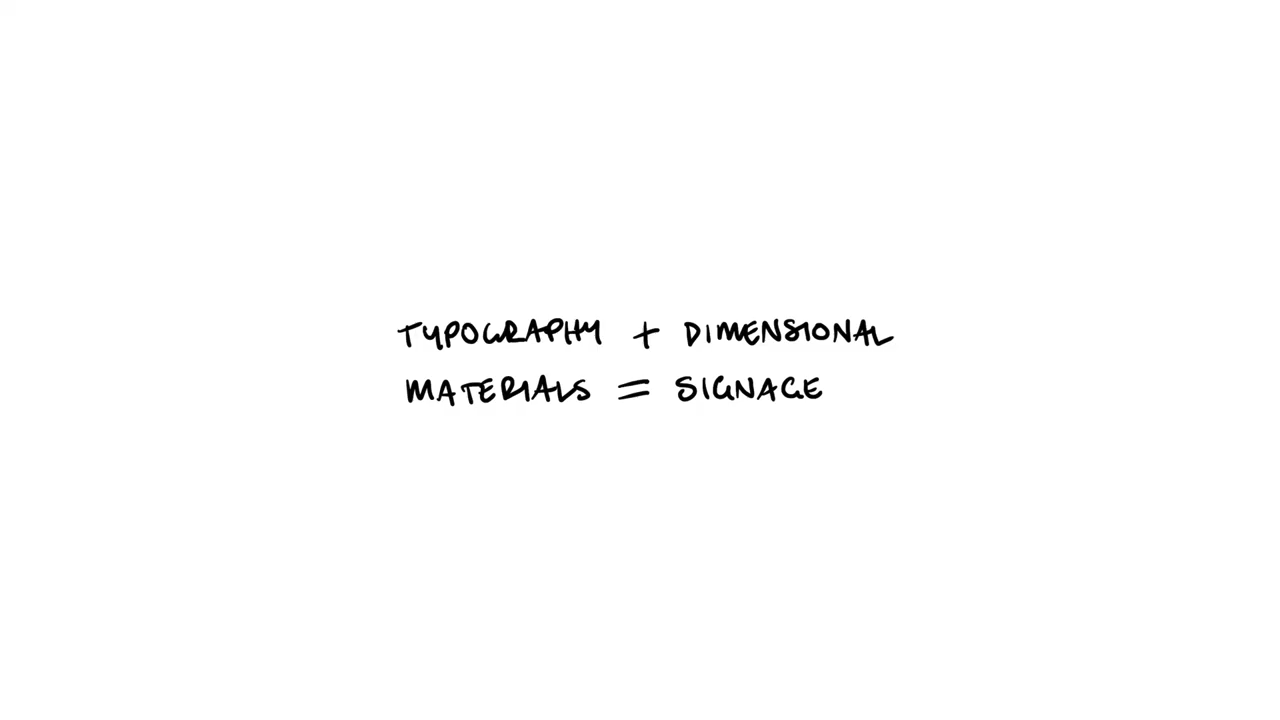 TYPOGRAPHY + DIMENSIONAL
MATERIALS = SIGNAGE